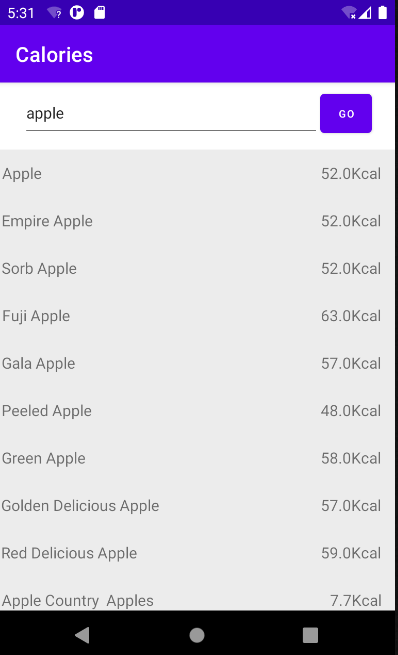 5:31
Calories
apple GO
Apple 52.0Kcal
Empire Apple 52.0Kcal
Sorb Apple 52.0Kcal
Fuji Apple 63.0Kcal
Gala Apple 57.0Kcal
Peeled Apple 48.0Kcal
Green Apple 58.0Kcal
Golden Delicious Apple 57.0Kcal
Red Delicious Apple 59.0Kcal
Apple Country  Apples 7.7Kcal